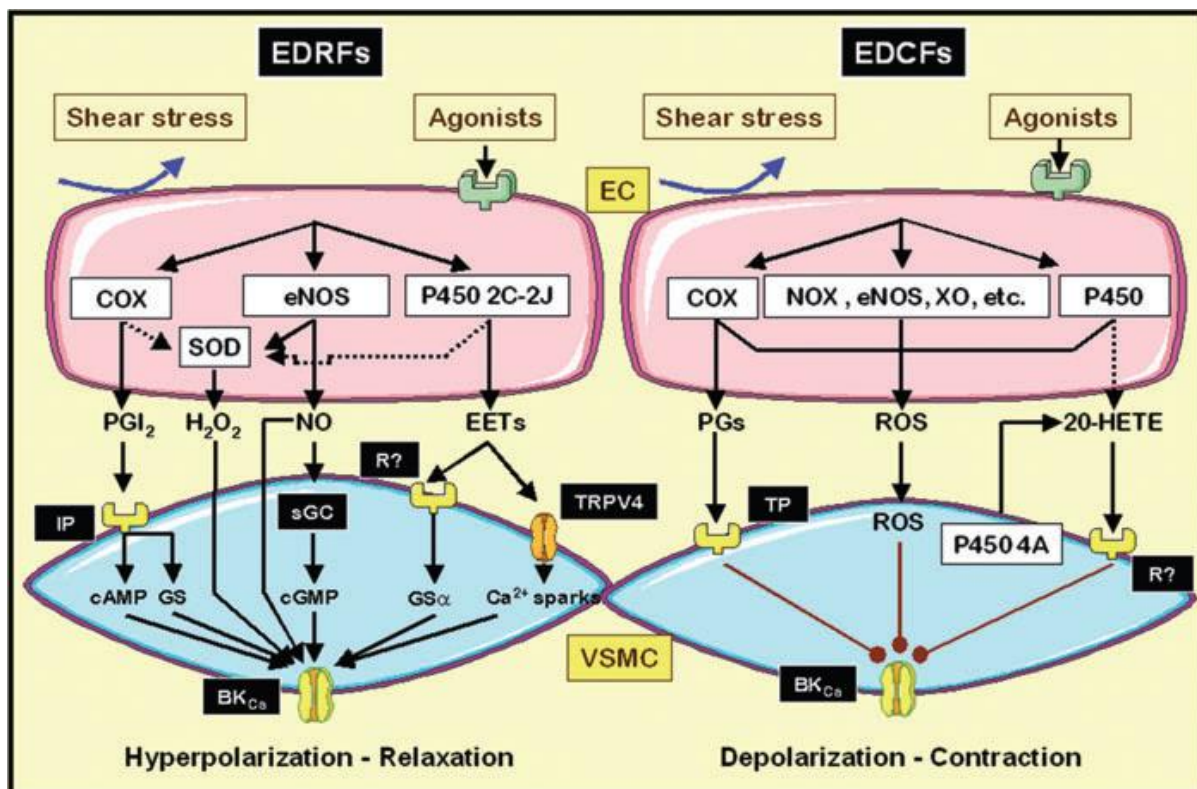 EDRFs
EDCFs
Shear stress
Agonists
Shear stress
Agonists
EC
COX
eNOS
P450 2C-2J
SOD
COX
NOX , eNOS, XO, etc.
P450
PGI₂
H₂O₂
NO
EETs
PGs
ROS
20-HETE
R?
TRPV4
IP
sGC
TP
ROS
P450 4A
R?
cAMP
GS
cGMP
GSα
Ca²⁺ sparks
VSMC
BK_Ca
BK_Ca
Hyperpolarization - Relaxation
Depolarization - Contraction